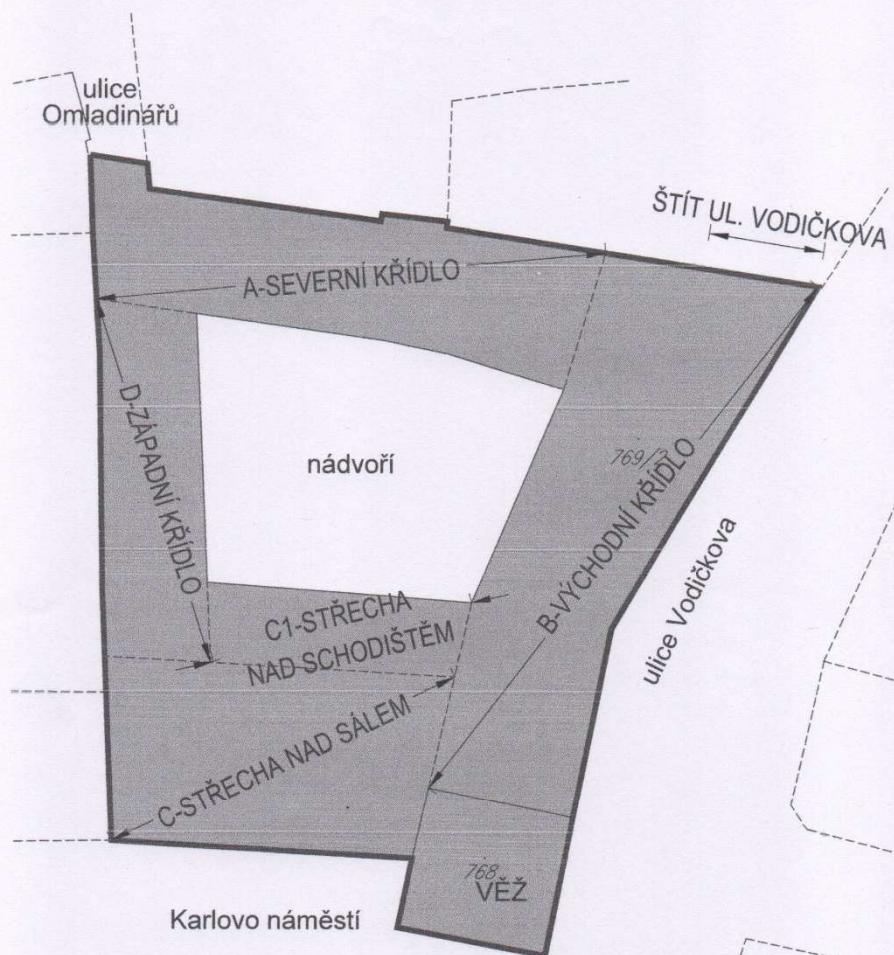 ulice
Omladinářů
ŠTÍT UL. VODIČKOVA
A-SEVERNÍ KŘÍDLO
D-ZÁPADNÍ KŘÍDLO
nádvoří
769/
B-VÝCHODNÍ KŘÍDLO
ulice Vodičkova
C1-STŘECHA
NAD SCHODIŠTĚM
C-STŘECHA NAD SÁLEM
768
VĚŽ
Karlovo náměstí